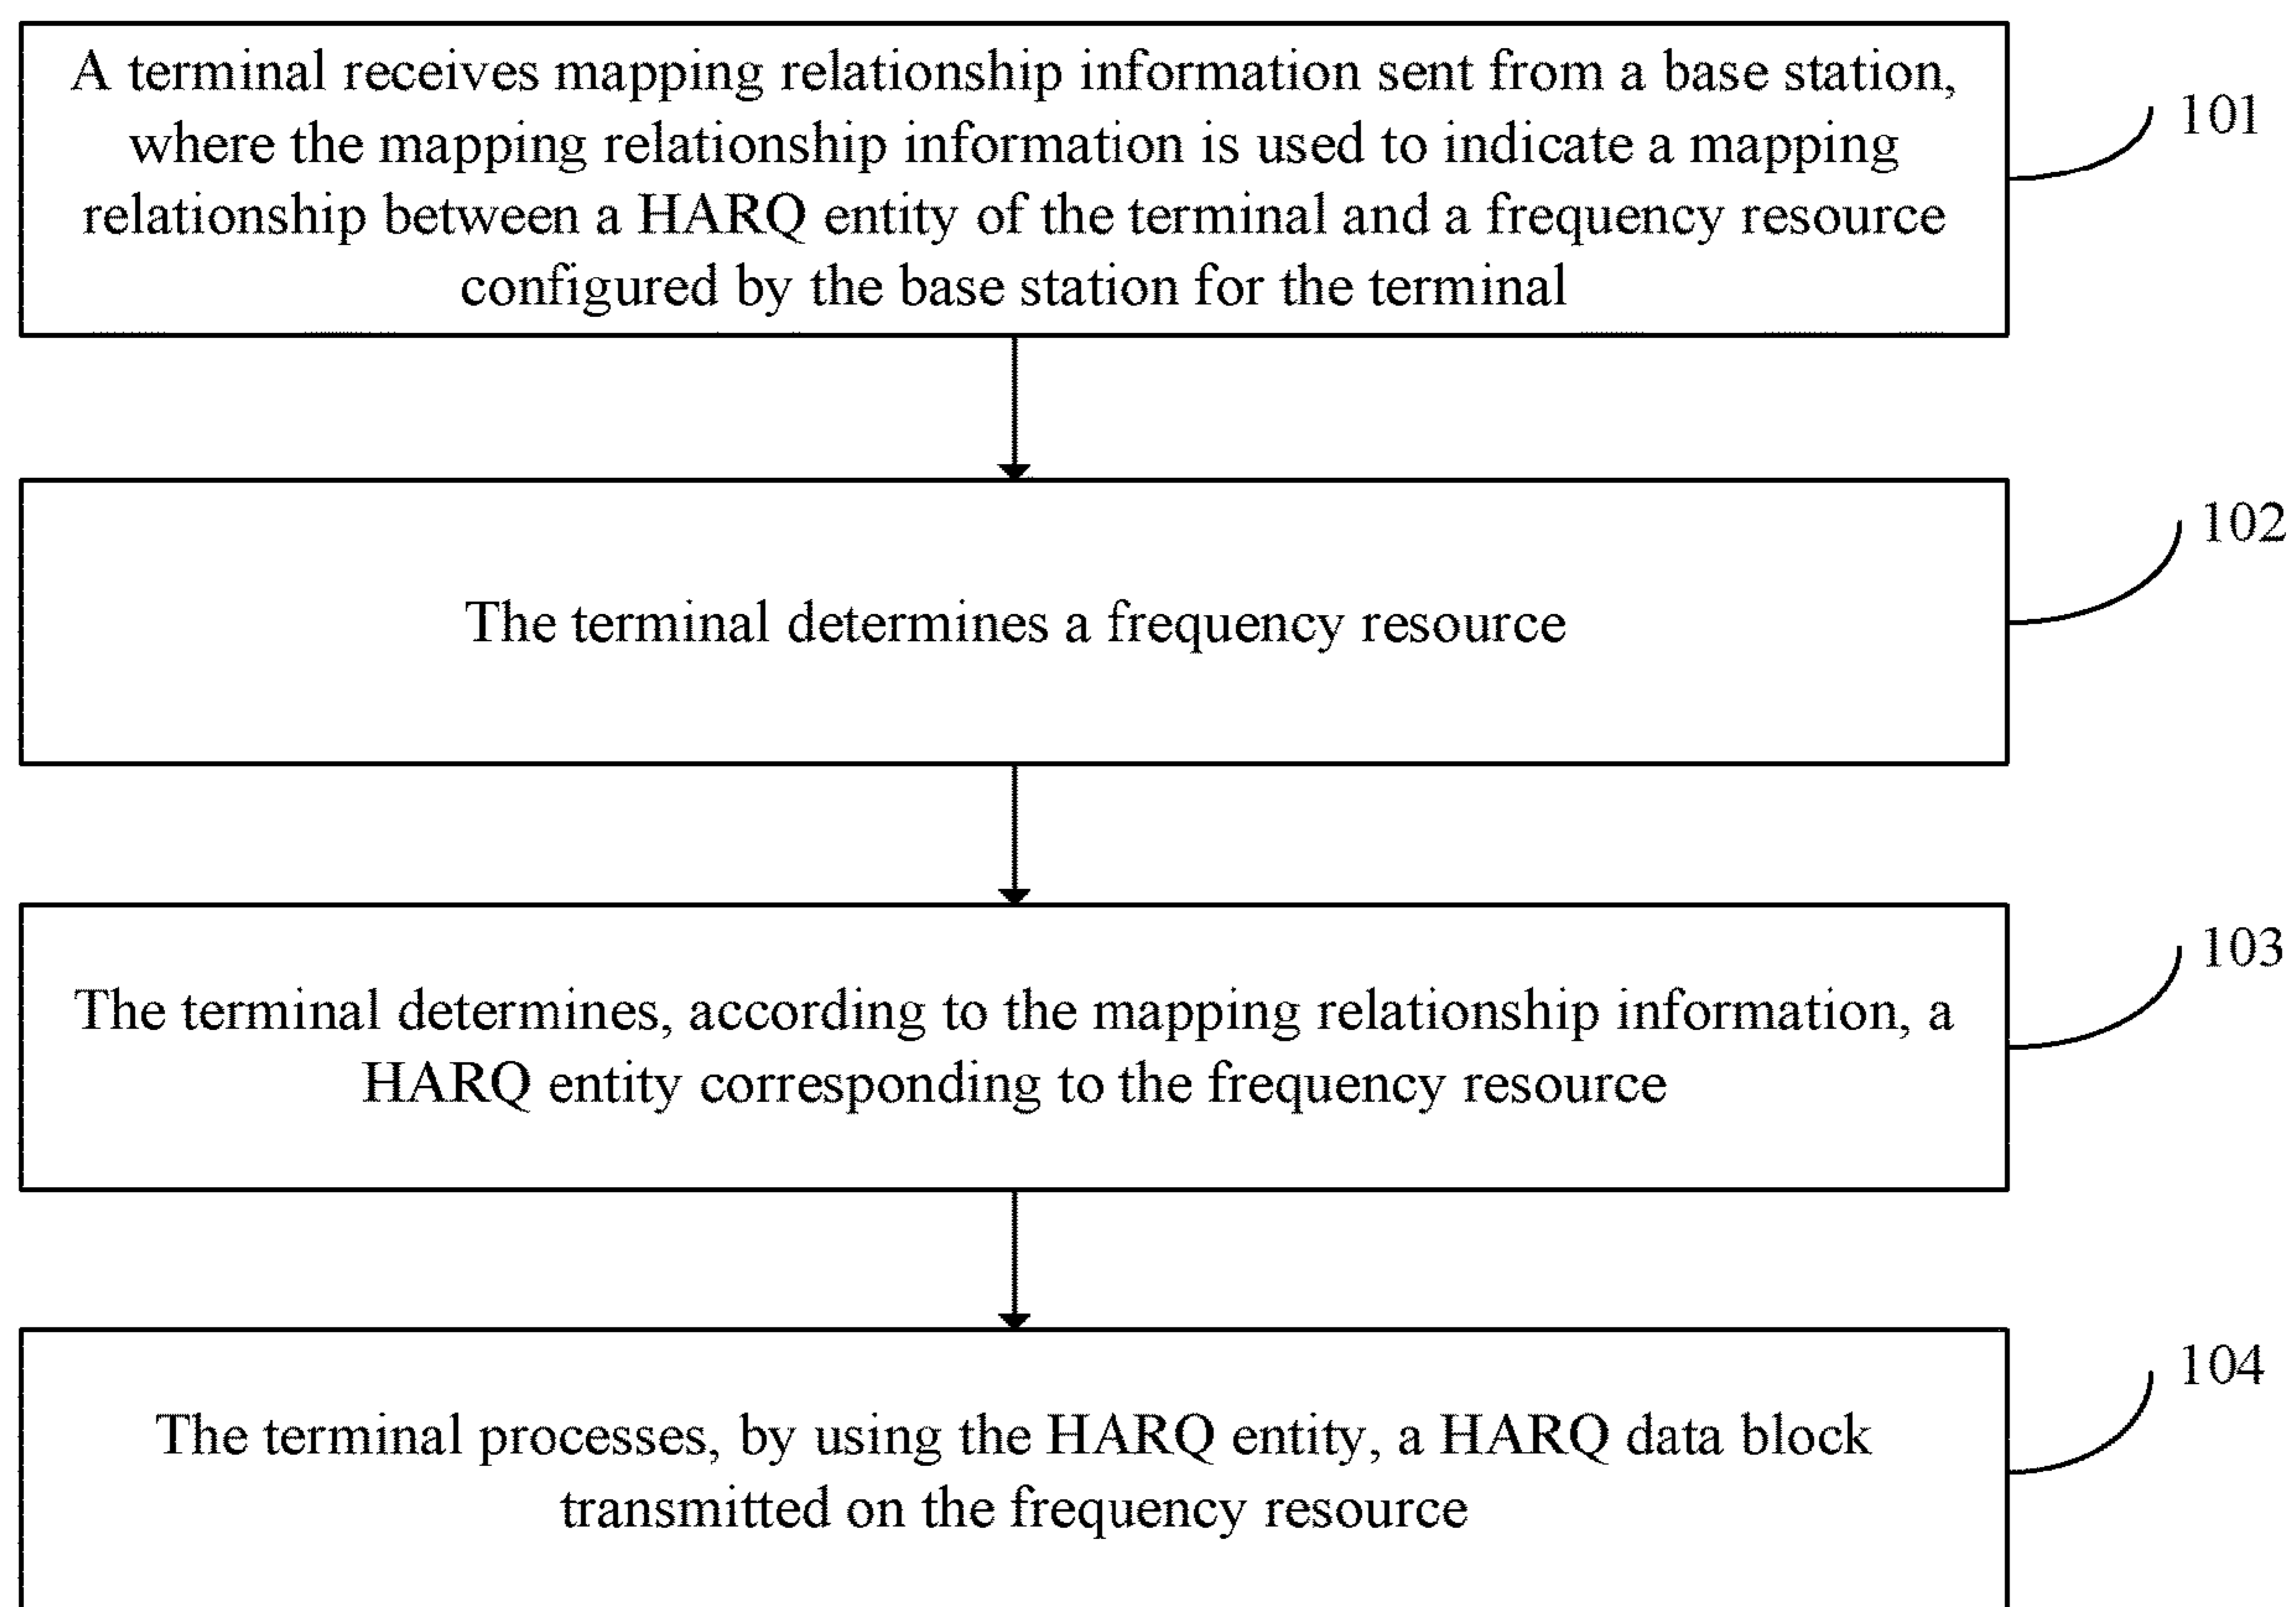 A terminal receives mapping relationship information sent from a base station,
where the mapping relationship information is used to indicate a mapping
relationship between a HARQ entity of the terminal and a frequency resource
configured by the base station for the terminal
101
The terminal determines a frequency resource
102
The terminal determines, according to the mapping relationship information, a
HARQ entity corresponding to the frequency resource
103
The terminal processes, by using the HARQ entity, a HARQ data block
transmitted on the frequency resource
104